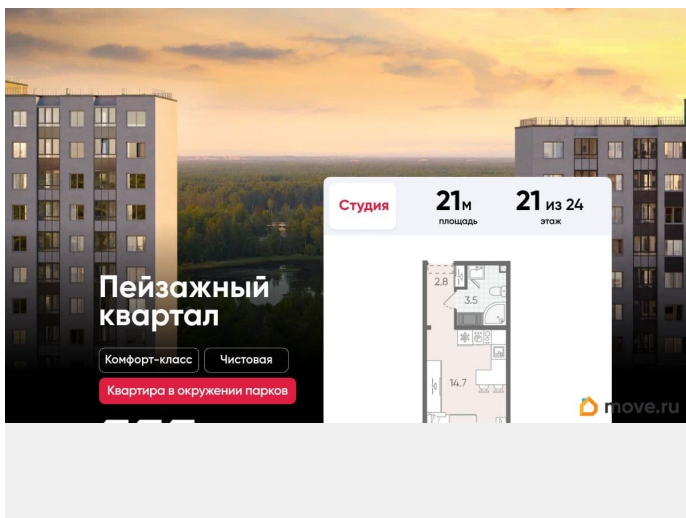 Студия
21м
площадь
21 из 24
этаж
2.8
3.5
14.7
Пейзажный
квартал
Комфорт-класс
Чистовая
Квартира в окружении парков
move.ru